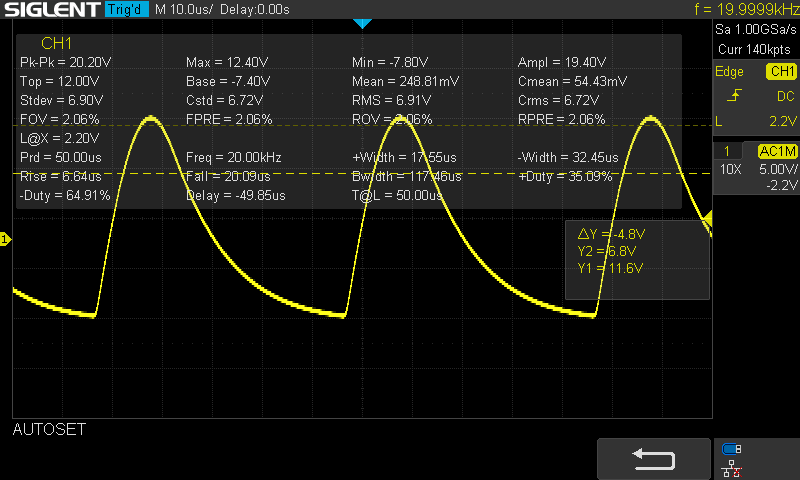 SIGLENT Trig'd M 10.0us/ Delay:0.00s f = 19.9999kHz
Sa 1.00GSa/s
Curr 140kpts
CH1
Pk-Pk = 20.20V Max = 12.40V Min = -7.80V Ampl = 19.40V
Top = 12.00V Base = -7.40V Mean = 248.81mV Cmean = 54.43mV
Stdev = 6.90V Cstd = 6.72V RMS = 6.91V Crms = 6.72V
FOV = 2.06% FPRE = 2.06% ROV = 2.06% RPRE = 2.06%
L@X = 2.20V
Prd = 50.00us Freq = 20.00kHz +Width = 17.55us -Width = 32.45us
Rise = 6.64us Fall = 20.09us Bwidth = 117.46us +Duty = 35.09%
-Duty = 64.91% Delay = -49.85us T@L = 50.00us
Edge CH1
DC
L 2.2V
1 AC1M
10X 5.00V/
-2.2V
1
△Y = -4.8V
Y2 = 6.8V
Y1 = 11.6V
AUTOSET